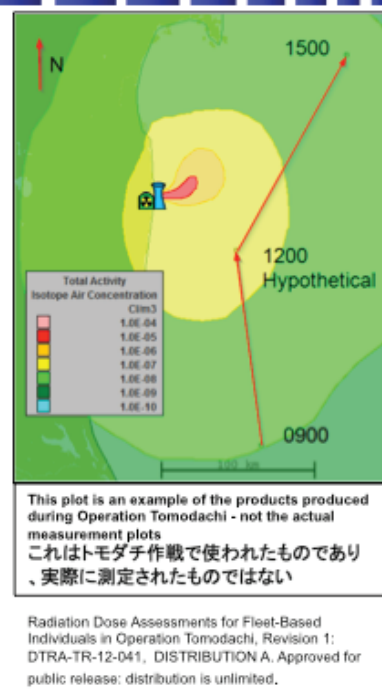 1500
N
1200
Hypothetical
Total Activity
Isotope Air Concentration
Ci/m3
1.0E-04
1.0E-05
1.0E-06
1.0E-07
1.0E-08
1.0E-09
1.0E-10
0900
100 km
This plot is an example of the products produced
during Operation Tomodachi - not the actual
measurement plots
これはトモダチ作戦で使われたものであり
、実際に測定されたものではない
Radiation Dose Assessments for Fleet-Based
Individuals in Operation Tomodachi, Revision 1:
DTRA-TR-12-041, DISTRIBUTION A. Approved for
public release: distribution is unlimited.